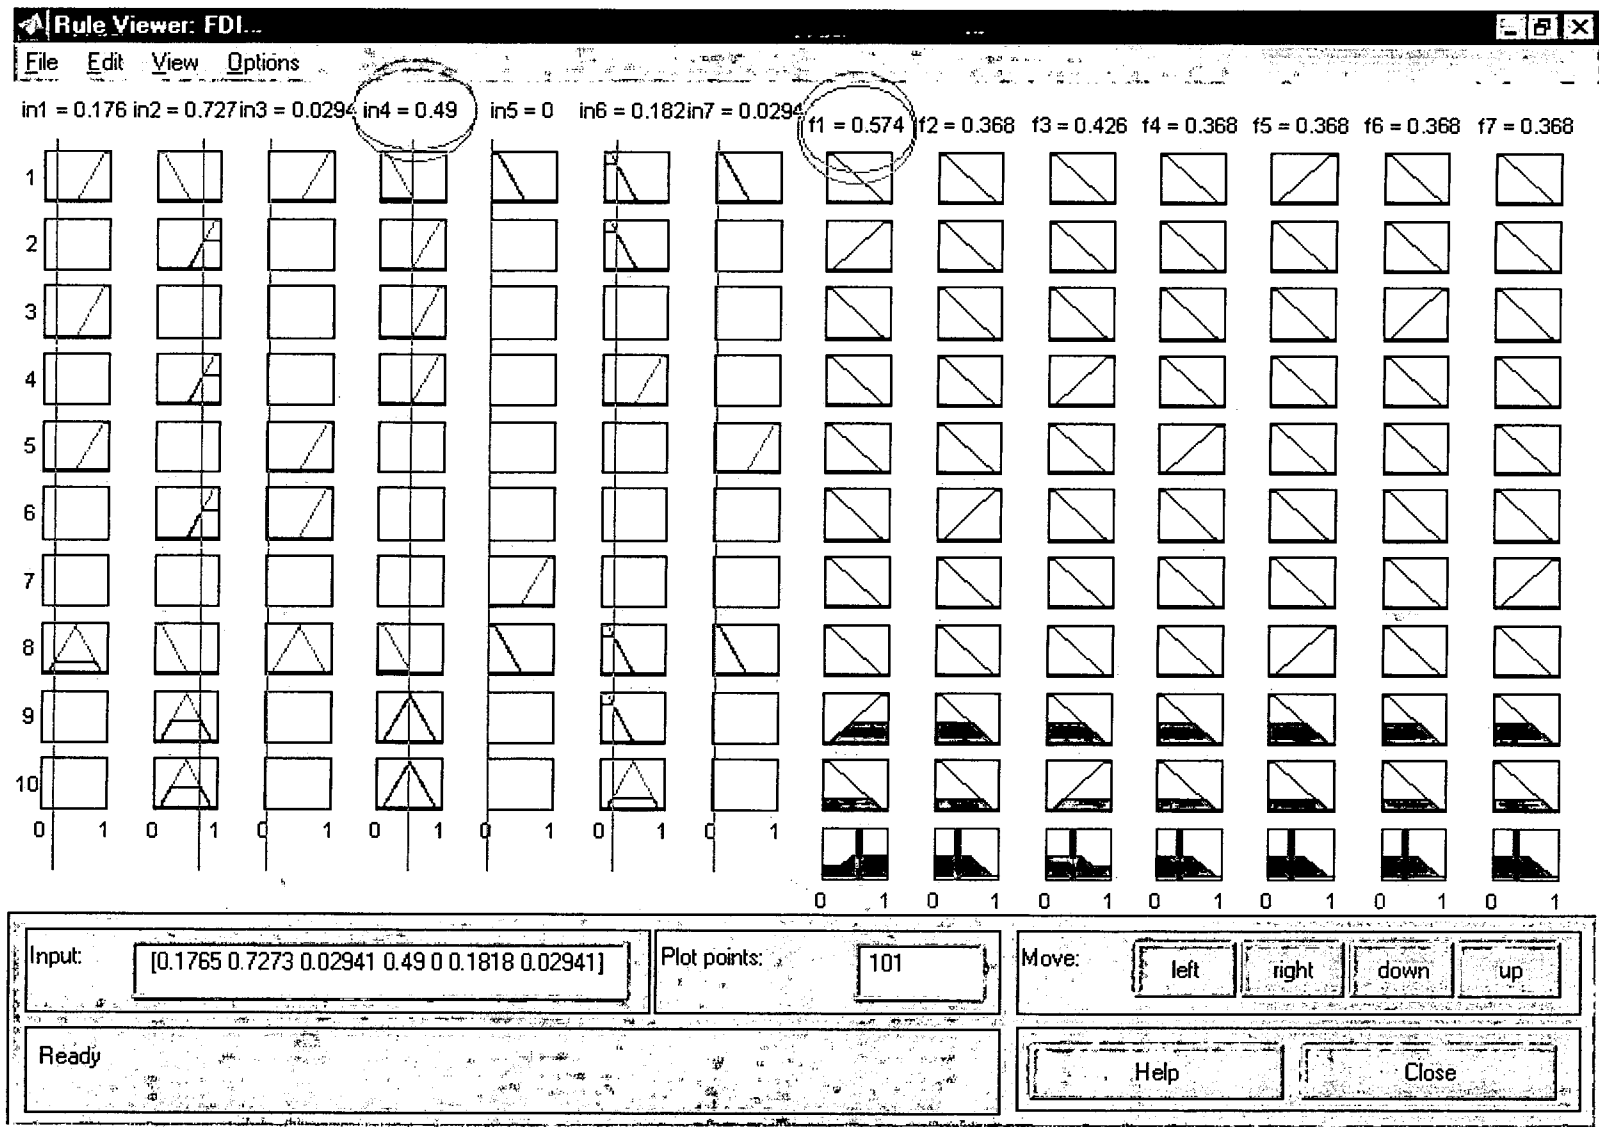 Rule Viewer: FDI...
File Edit View Options
in1 = 0.176 in2 = 0.727 in3 = 0.0294 in4 = 0.49 in5 = 0 in6 = 0.182 in7 = 0.0294 f1 = 0.574 f2 = 0.368 f3 = 0.426 f4 = 0.368 f5 = 0.368 f6 = 0.368 f7 = 0.368
1
2
3
4
5
6
7
8
9
10
0 1 0 1 0 1 0 1 0 1 0 1 0 1
0 1 0 1 0 1 0 1 0 1 0 1 0 1
Input: [0.1765 0.7273 0.02941 0.49 0 0.1818 0.02941] Plot points: 101 Move: left right down up
Ready Help Close